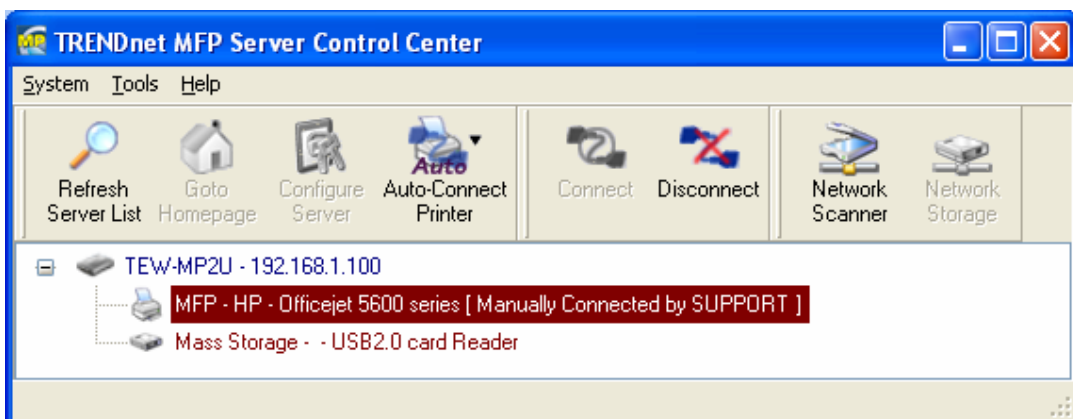 TRENDnet MFP Server Control Center
System Tools Help
Refresh Server List
Goto Homepage
Configure Server
Auto
Auto-Connect Printer
Connect
Disconnect
Network Scanner
Network Storage
TEW-MP2U - 192.168.1.100
MFP - HP - Officejet 5600 series [ Manually Connected by SUPPORT ]
Mass Storage - - USB2.0 card Reader